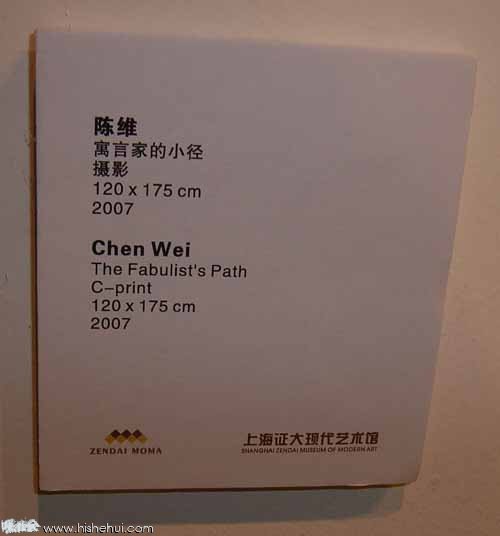 陈维
寓言家的小径
摄影
120 x 175 cm
2007
Chen Wei
The Fabulist's Path
C-print
120 x 175 cm
2007
ZENDAI MOMA
上海证大现代艺术馆
SHANGHAI ZENDAI MUSEUM OF MODERN ART
www.hishehui.com